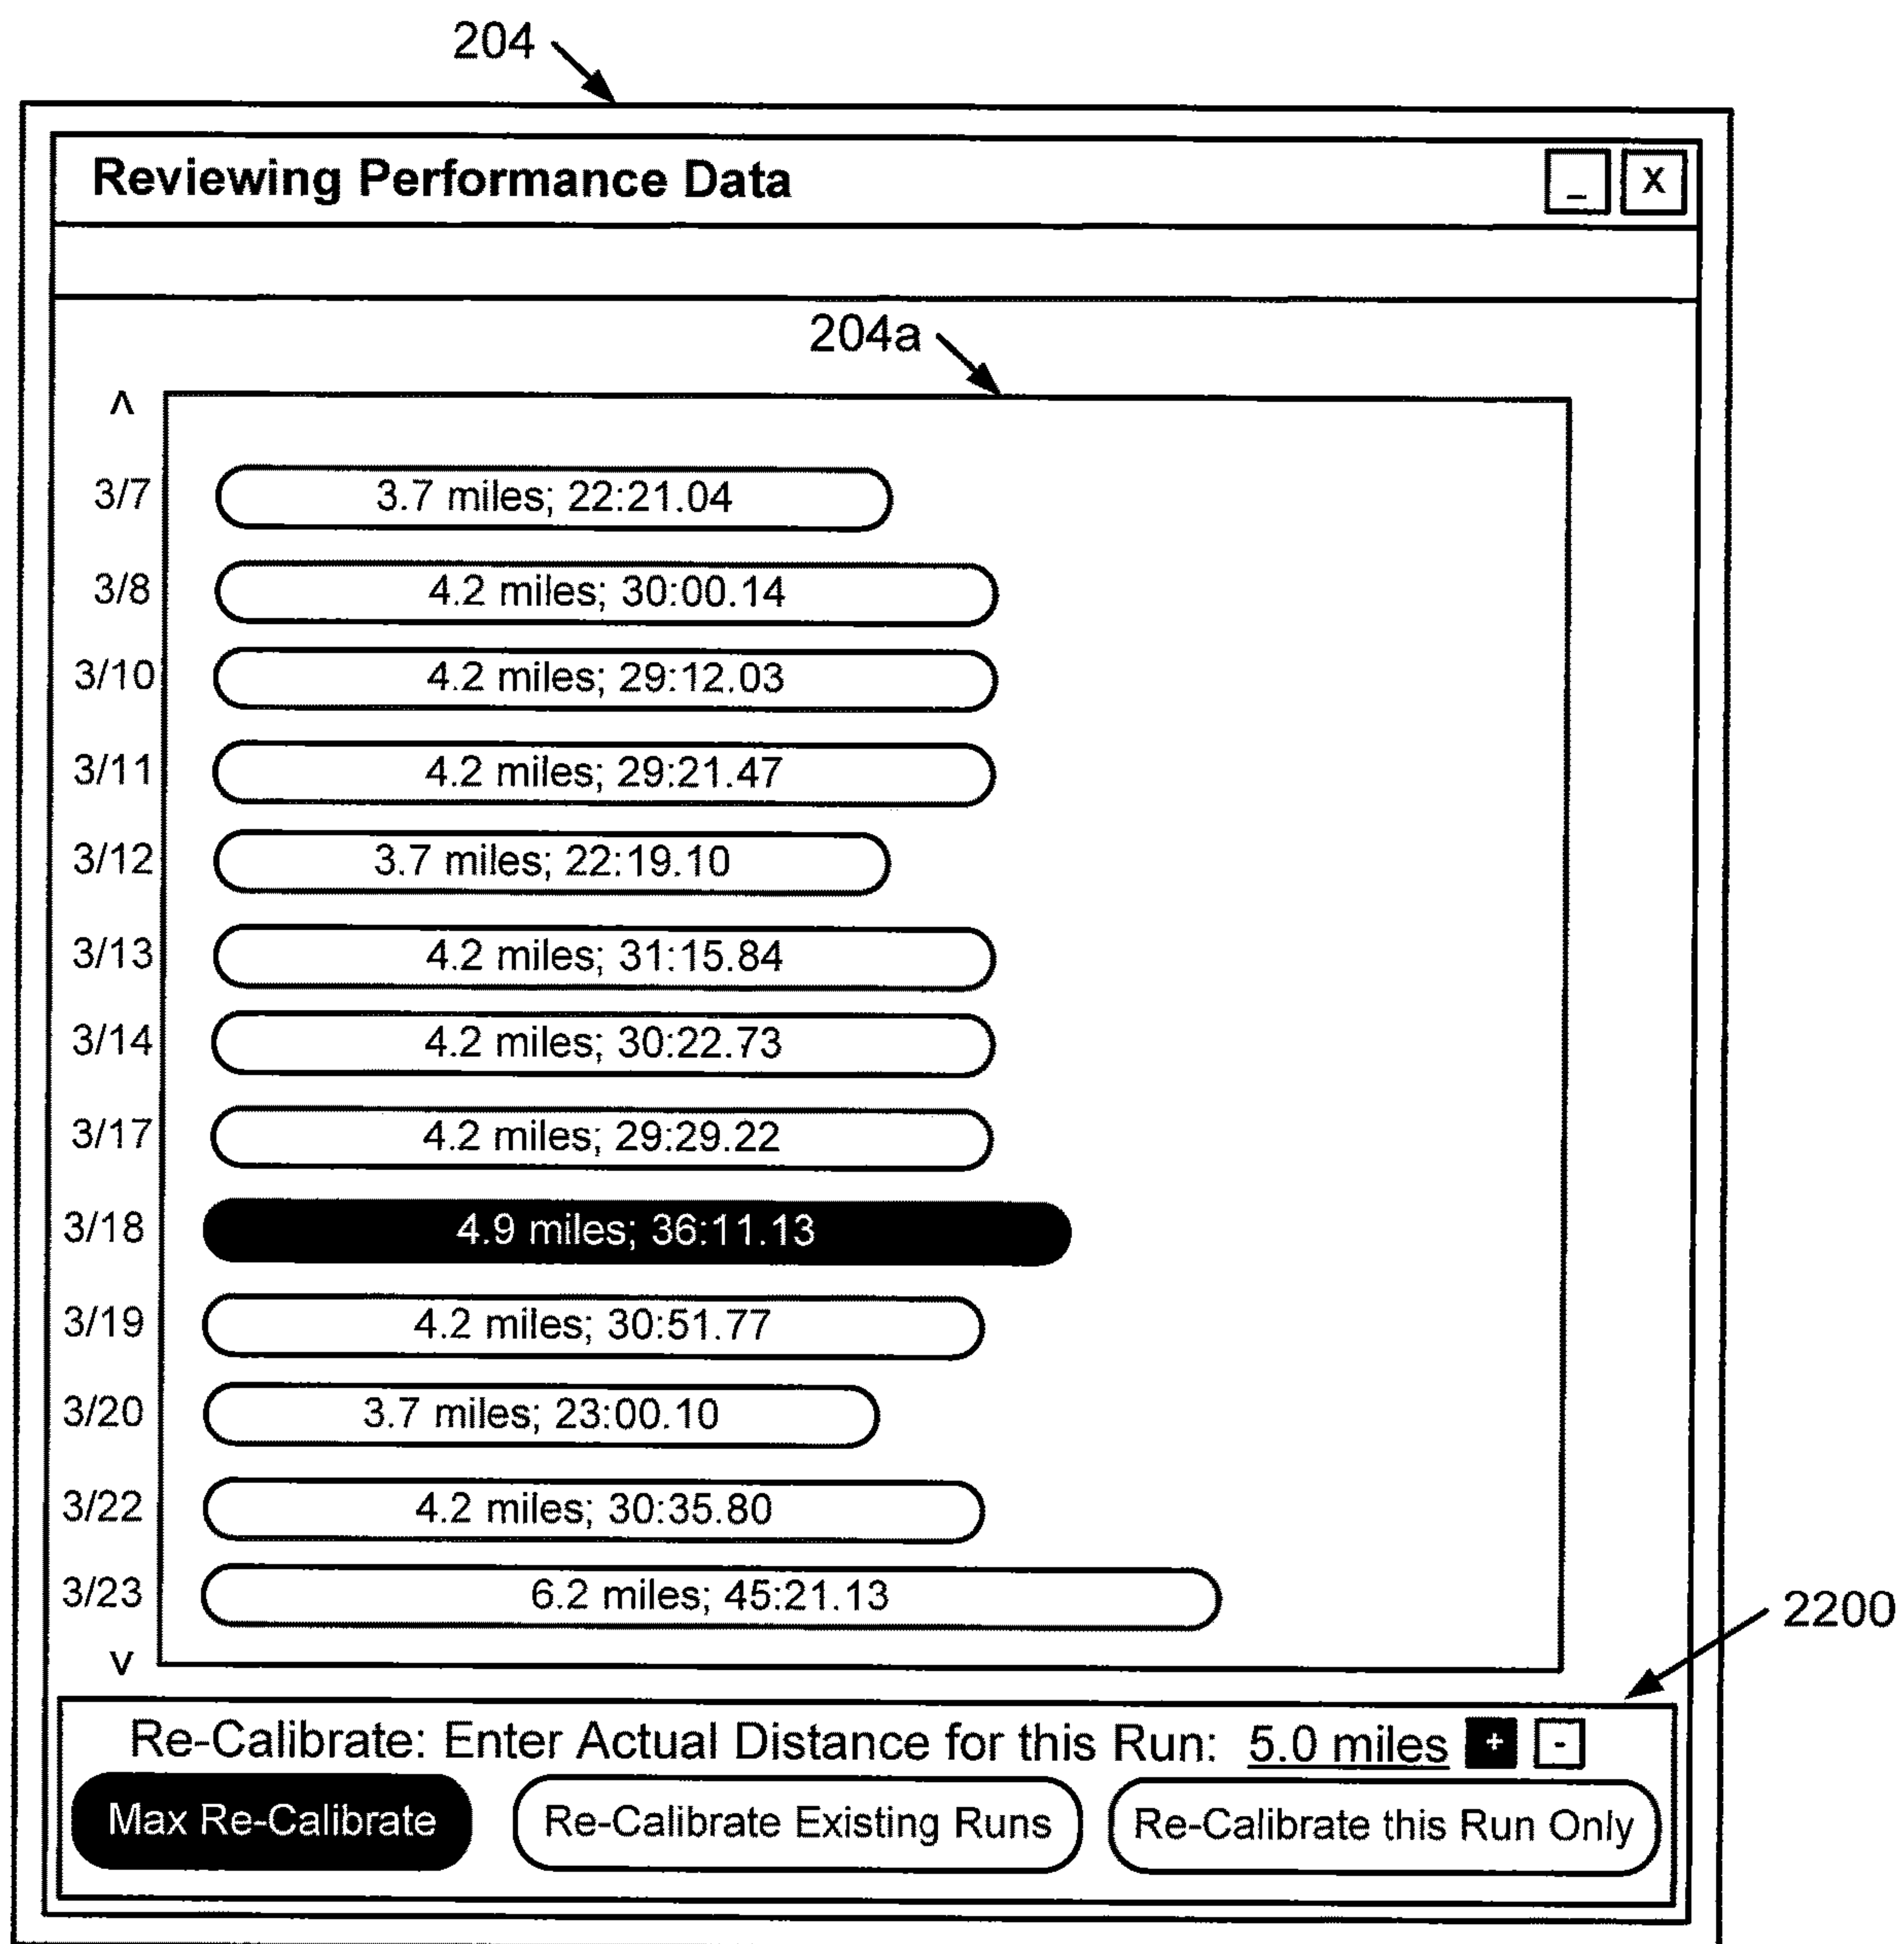 204
Reviewing Performance Data _ X
204a
^
3/7 3.7 miles; 22:21.04
3/8 4.2 miles; 30:00.14
3/10 4.2 miles; 29:12.03
3/11 4.2 miles; 29:21.47
3/12 3.7 miles; 22:19.10
3/13 4.2 miles; 31:15.84
3/14 4.2 miles; 30:22.73
3/17 4.2 miles; 29:29.22
3/18 4.9 miles; 36:11.13
3/19 4.2 miles; 30:51.77
3/20 3.7 miles; 23:00.10
3/22 4.2 miles; 30:35.80
3/23 6.2 miles; 45:21.13
2200
v
Re-Calibrate: Enter Actual Distance for this Run: 5.0 miles + -
Max Re-Calibrate Re-Calibrate Existing Runs Re-Calibrate this Run Only